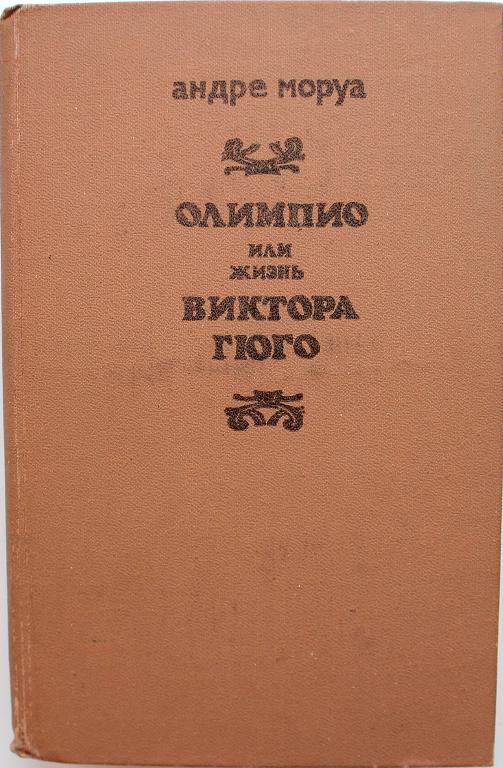 андре моруа
ОЛИМПИО
ИЛИ
ЖИЗНЬ
ВИКТОРА
ГЮГО